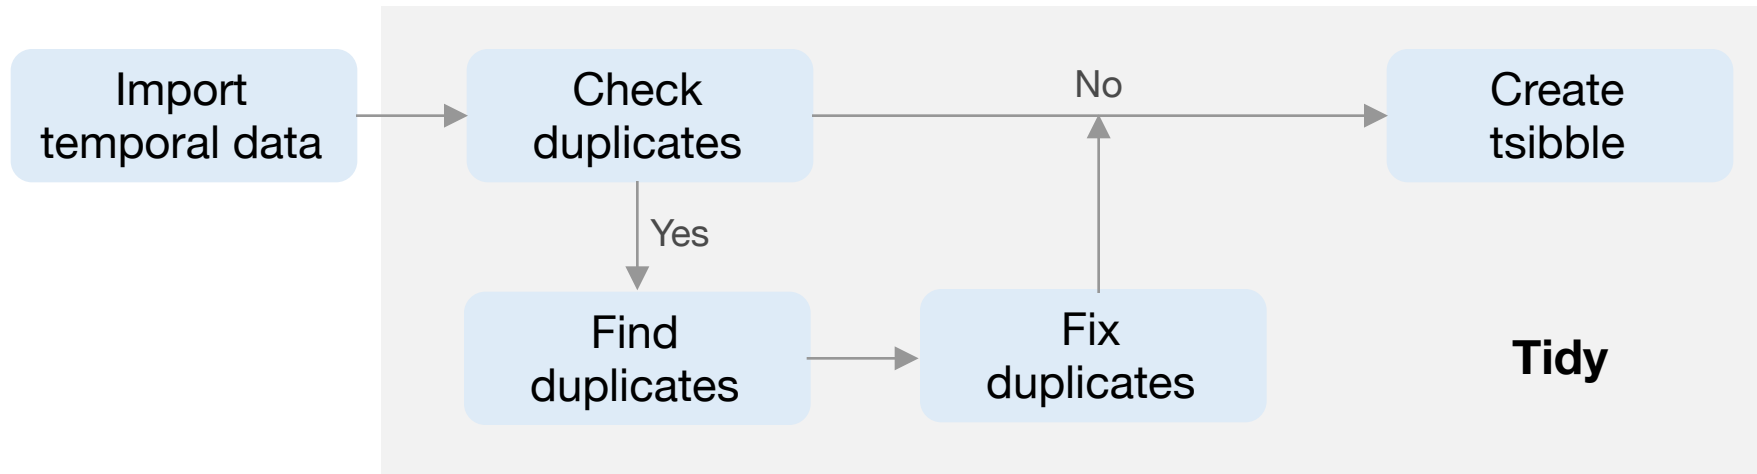 Import
temporal data
Check
duplicates
No
Create
tsibble
Yes
Find
duplicates
Fix
duplicates
Tidy